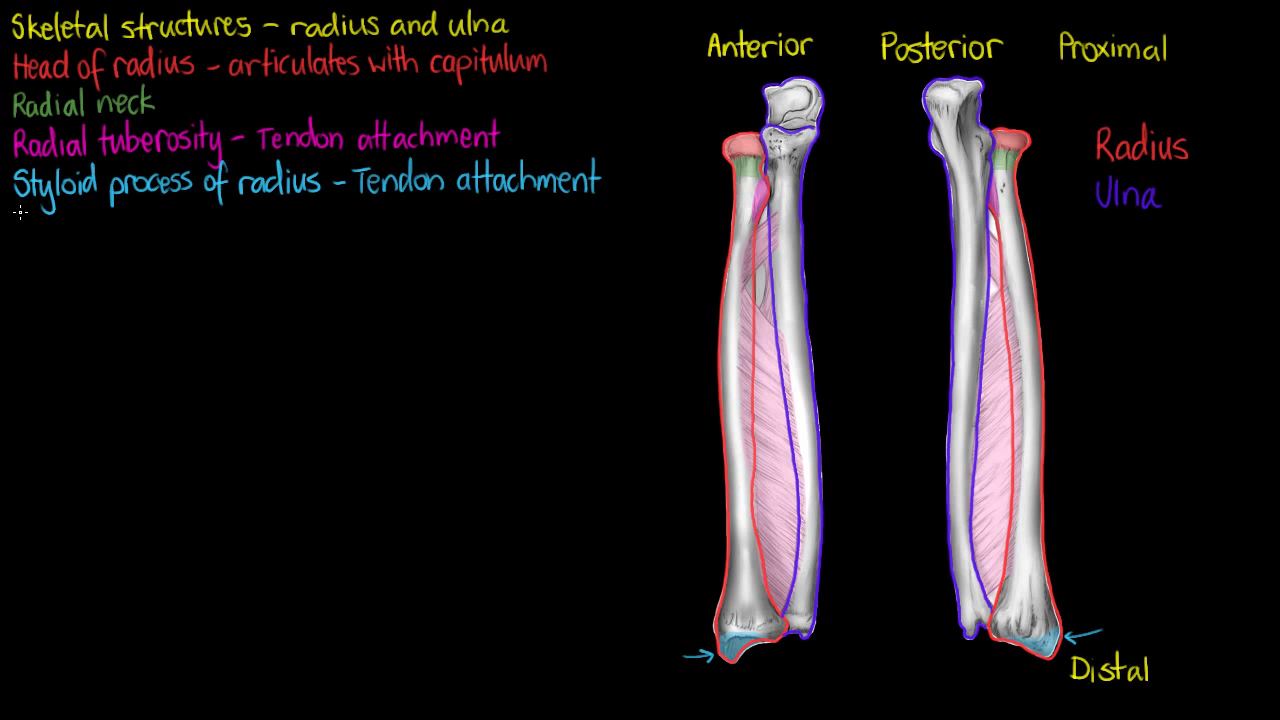 Skeletal structures - radius and ulna
Head of radius - articulates with capitulum
Radial neck
Radial tuberosity - Tendon attachment
Styloid process of radius - Tendon attachment
Anterior
Posterior
Proximal
Radius
Ulna
Distal